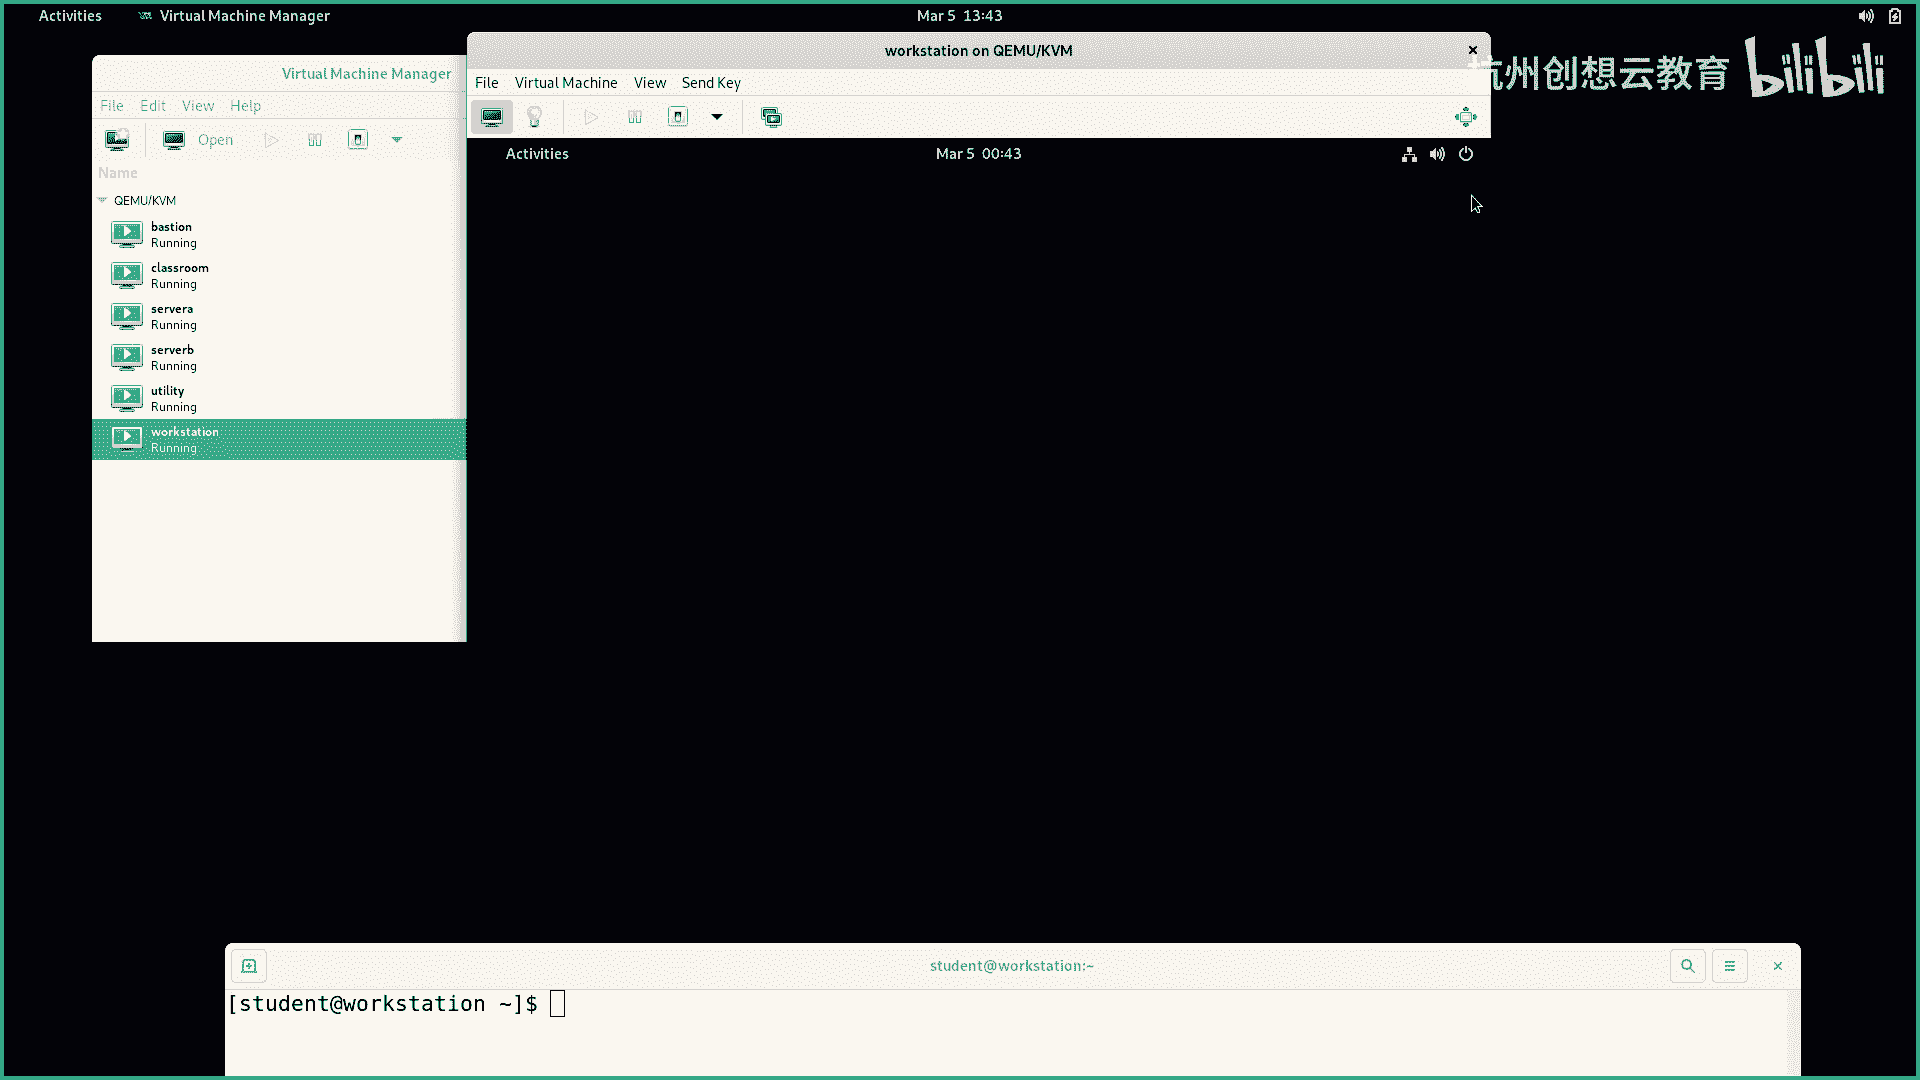 Activities Virtual Machine Manager Mar 5 13:43
workstation on QEMU/KVM
File Virtual Machine View Send Key
州创想云教育 bilibili
Virtual Machine Manager
File Edit View Help
Open
Name
QEMU/KVM
bastion
Running
classroom
Running
servera
Running
serverb
Running
utility
Running
workstation
Running
Activities Mar 5 00:43
student@workstation:~
[student@workstation ~]$